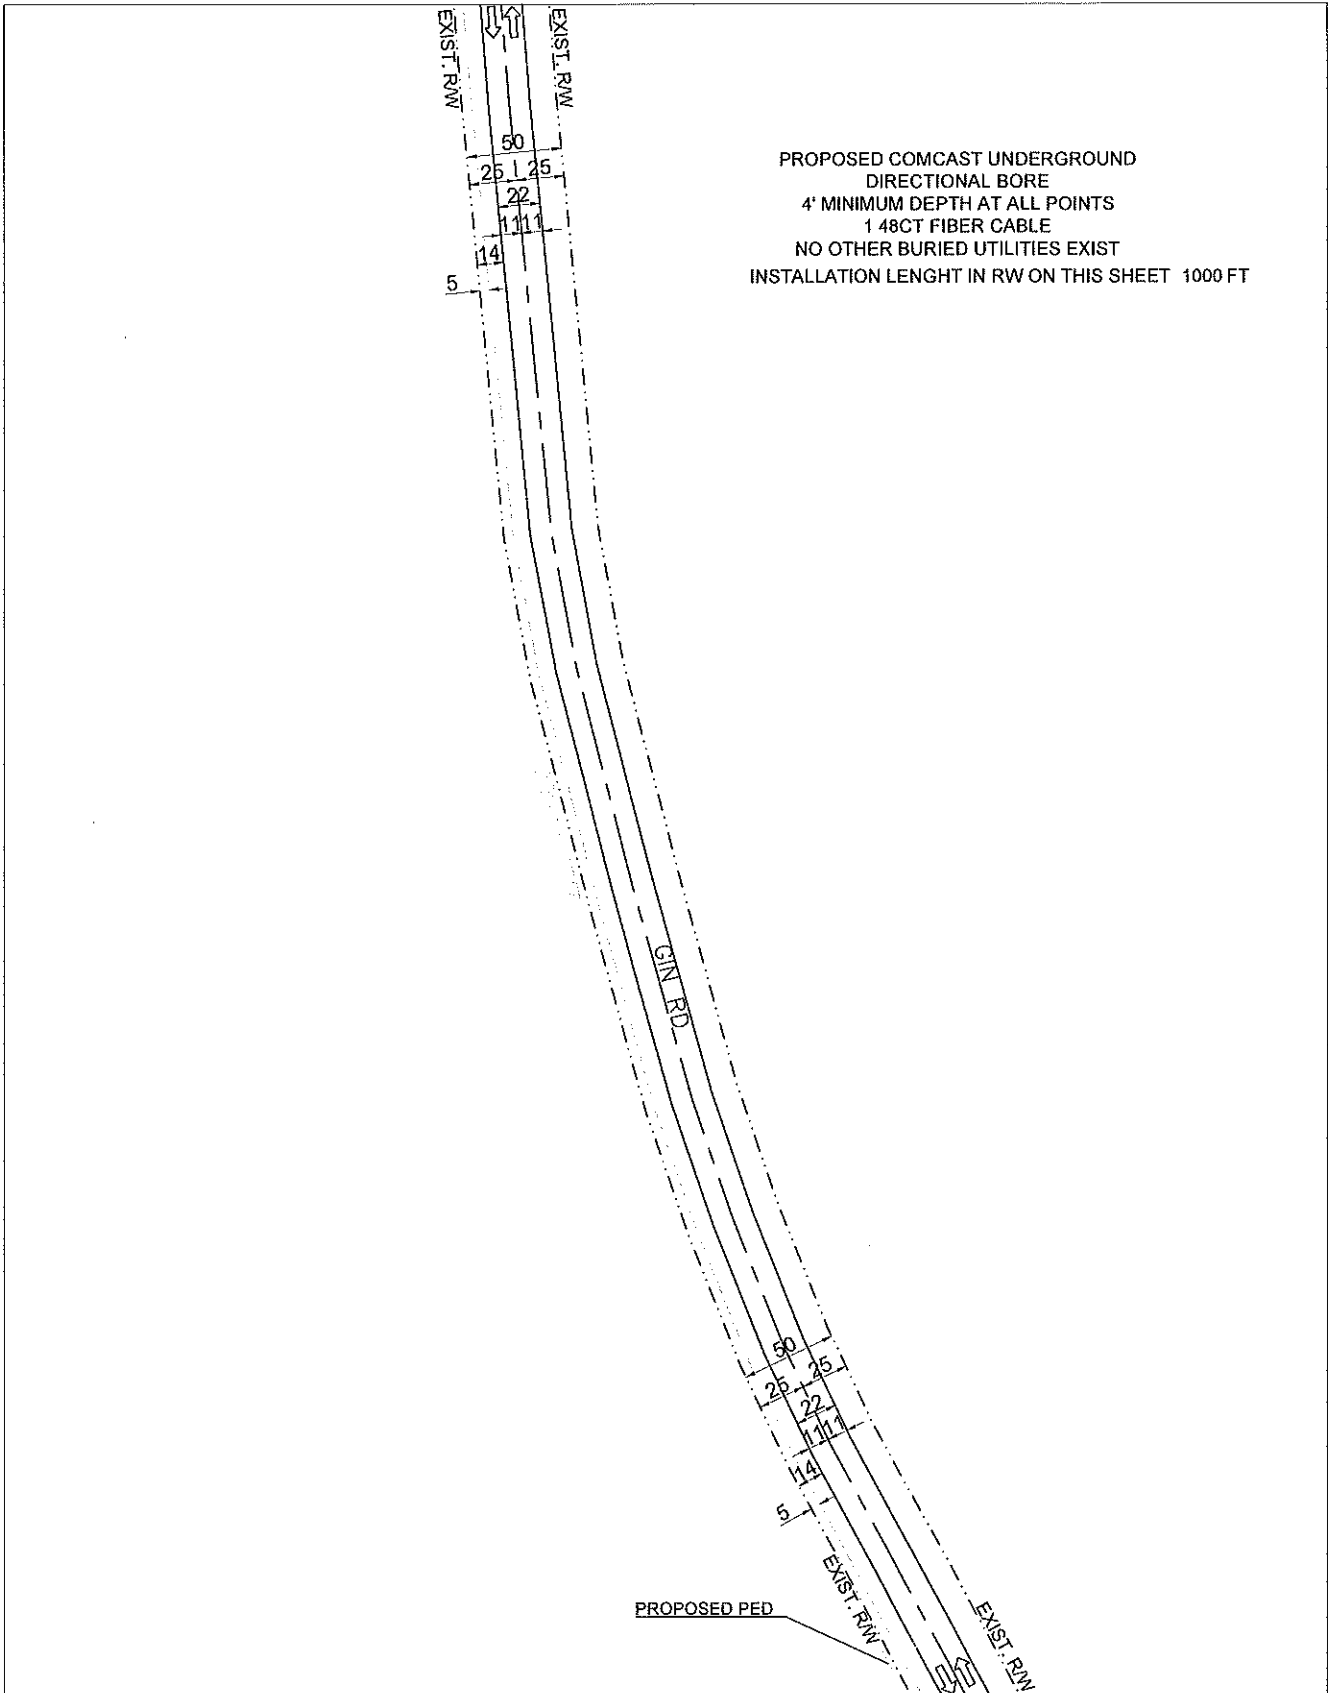 EXIST. R/W
EXIST. R/W
50
25
25
22
11
11
14
5
PROPOSED COMCAST UNDERGROUND
DIRECTIONAL BORE
4' MINIMUM DEPTH AT ALL POINTS
1 48CT FIBER CABLE
NO OTHER BURIED UTILITIES EXIST
INSTALLATION LENGHT IN RW ON THIS SHEET 1000 FT
GIN RD
50
25
25
22
11
11
14
5
EXIST. R/W
EXIST. R/W
PROPOSED PED